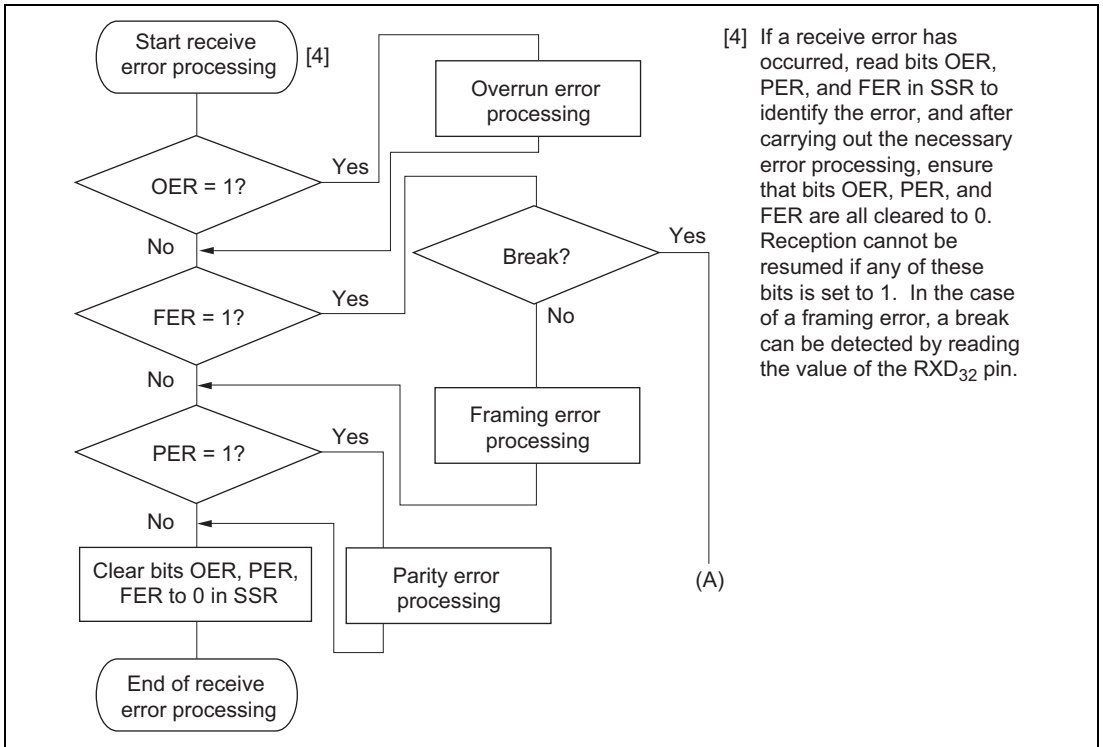 Start receive
error processing
[4]
Overrun error
processing
OER = 1?
Yes
No
FER = 1?
Yes
No
Break?
Yes
No
Framing error
processing
PER = 1?
Yes
No
Clear bits OER, PER,
FER to 0 in SSR
Parity error
processing
(A)
End of receive
error processing
[4] If a receive error has
occurred, read bits OER,
PER, and FER in SSR to
identify the error, and after
carrying out the necessary
error processing, ensure
that bits OER, PER, and
FER are all cleared to 0.
Reception cannot be
resumed if any of these
bits is set to 1. In the case
of a framing error, a break
can be detected by reading
the value of the RXD32 pin.